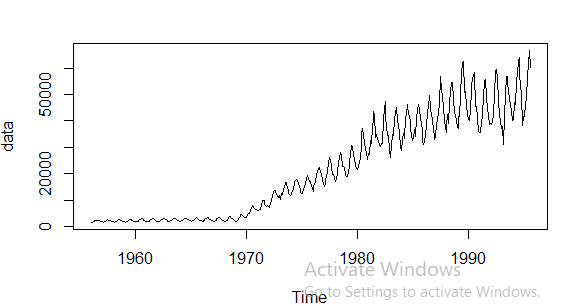 data
50000
20000
0
1960
1970
1980
1990
Time
Activate Windows
Go to Settings to activate Windows.